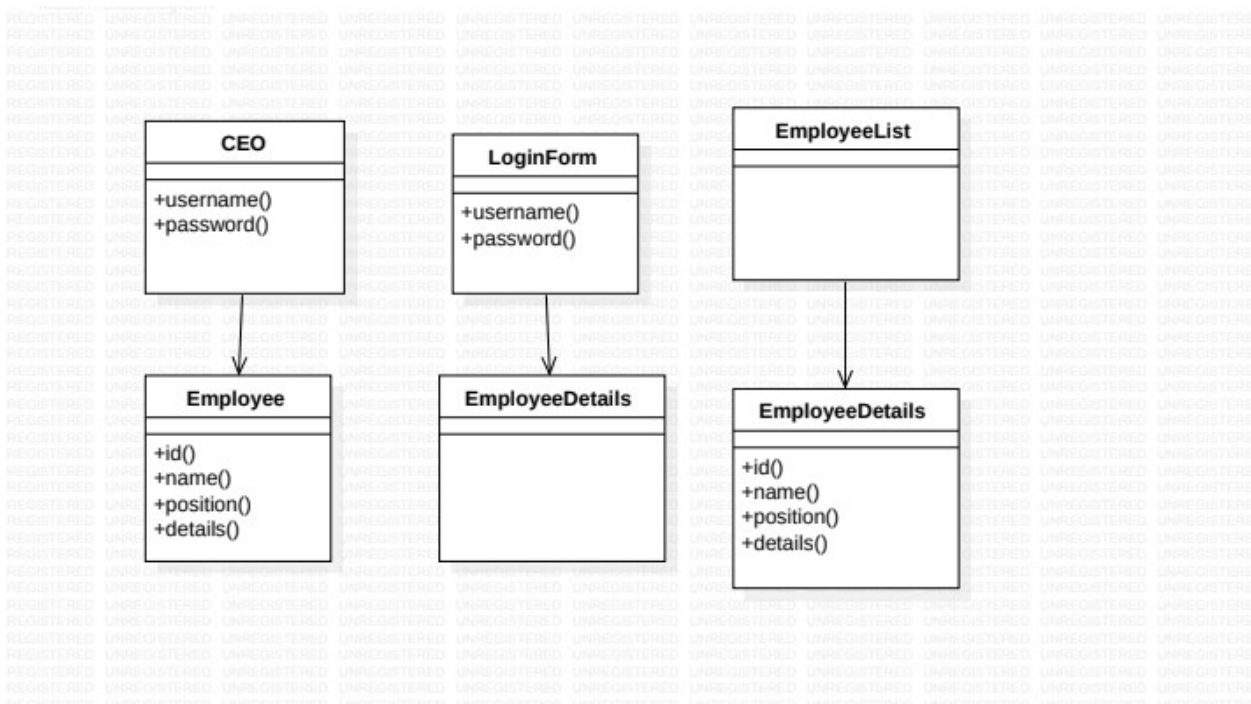 CEO
+username()
+password()
LoginForm
+username()
+password()
EmployeeList
Employee
+id()
+name()
+position()
+details()
EmployeeDetails
EmployeeDetails
+id()
+name()
+position()
+details()